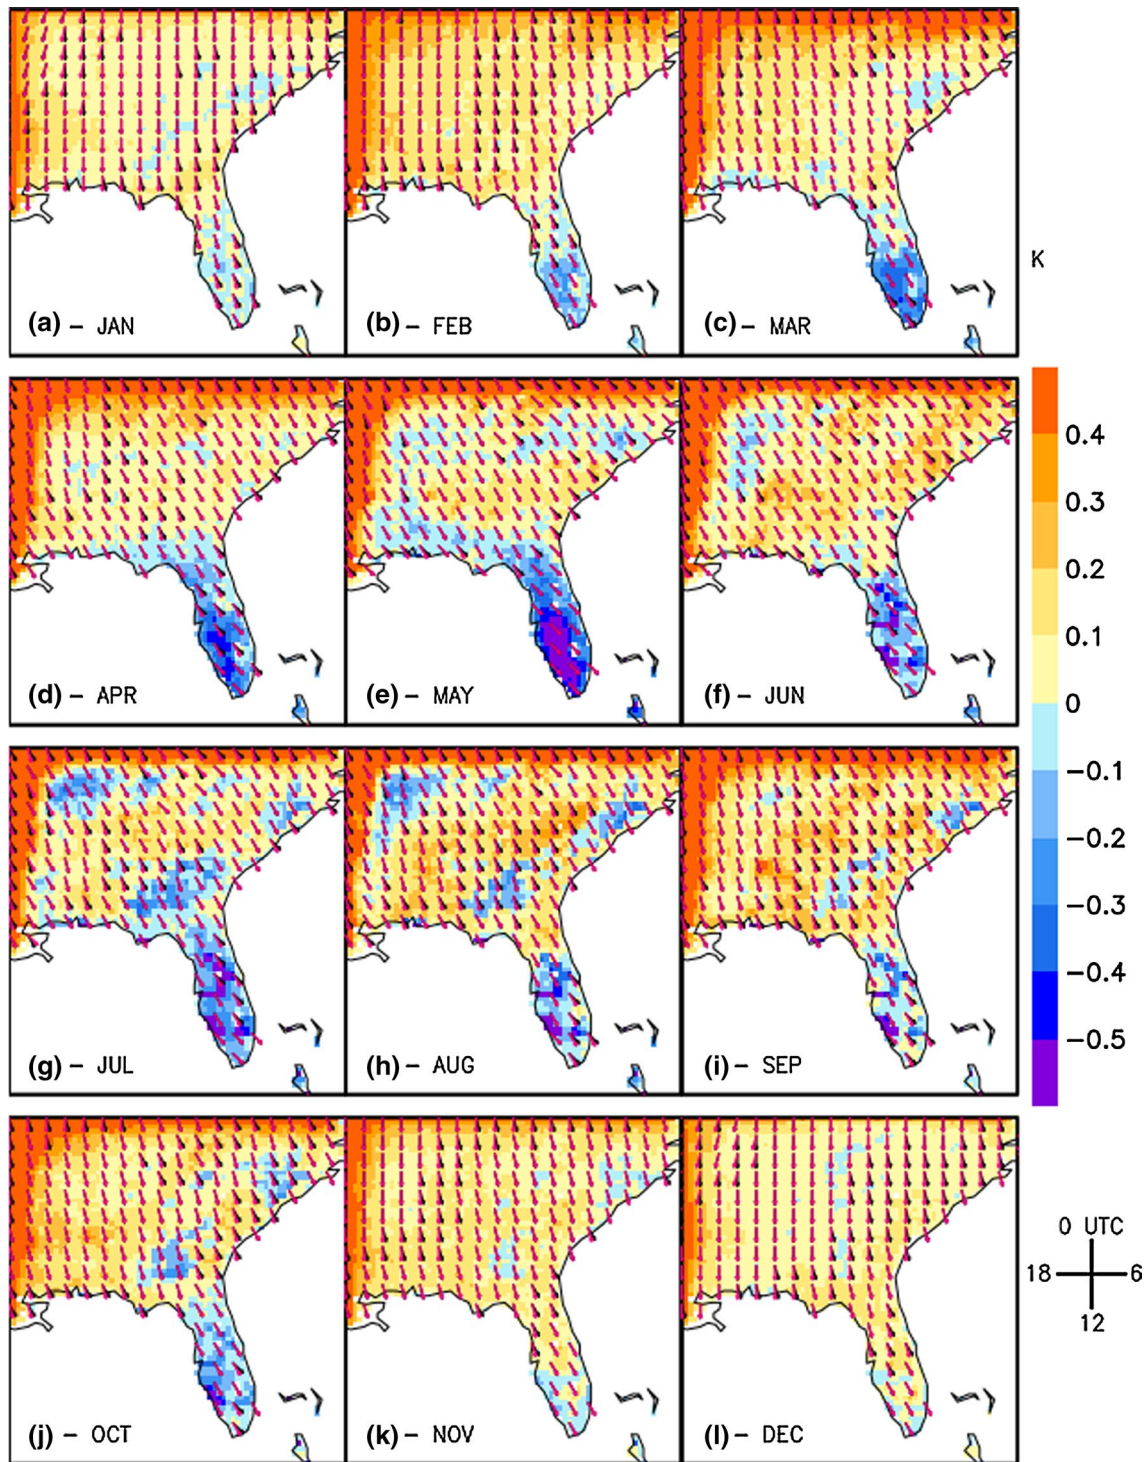 (a) – JAN
(b) – FEB
(c) – MAR
K
(d) – APR
(e) – MAY
(f) – JUN
0.4
0.3
0.2
0.1
0
−0.1
−0.2
−0.3
−0.4
−0.5
(g) – JUL
(h) – AUG
(i) – SEP
(j) – OCT
(k) – NOV
(l) – DEC
0 UTC
18 6
12